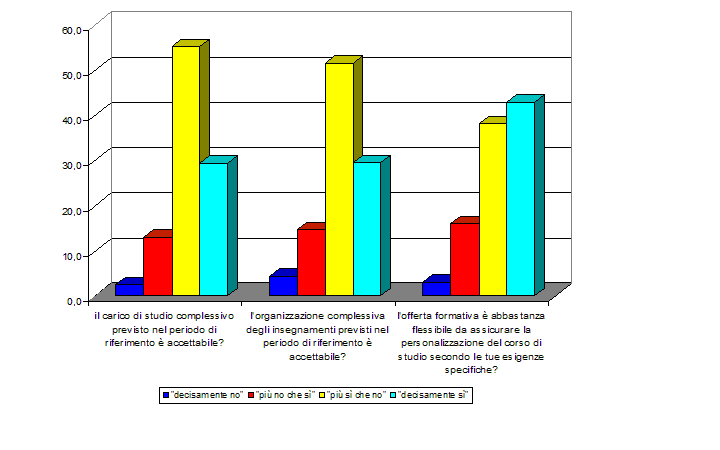 60,0
50,0
40,0
30,0
20,0
10,0
0,0
il carico di studio complessivo
previsto nel periodo di
riferimento è accettabile?
l'organizzazione complessiva
degli insegnamenti previsti nel
periodo di riferimento è
accettabile?
l'offerta formativa è abbastanza
flessibile da assicurare la
personalizzazione del corso di
studio secondo le tue esigenze
specifiche?
"decisamente no" "più no che sì" "più sì che no" "decisamente sì"